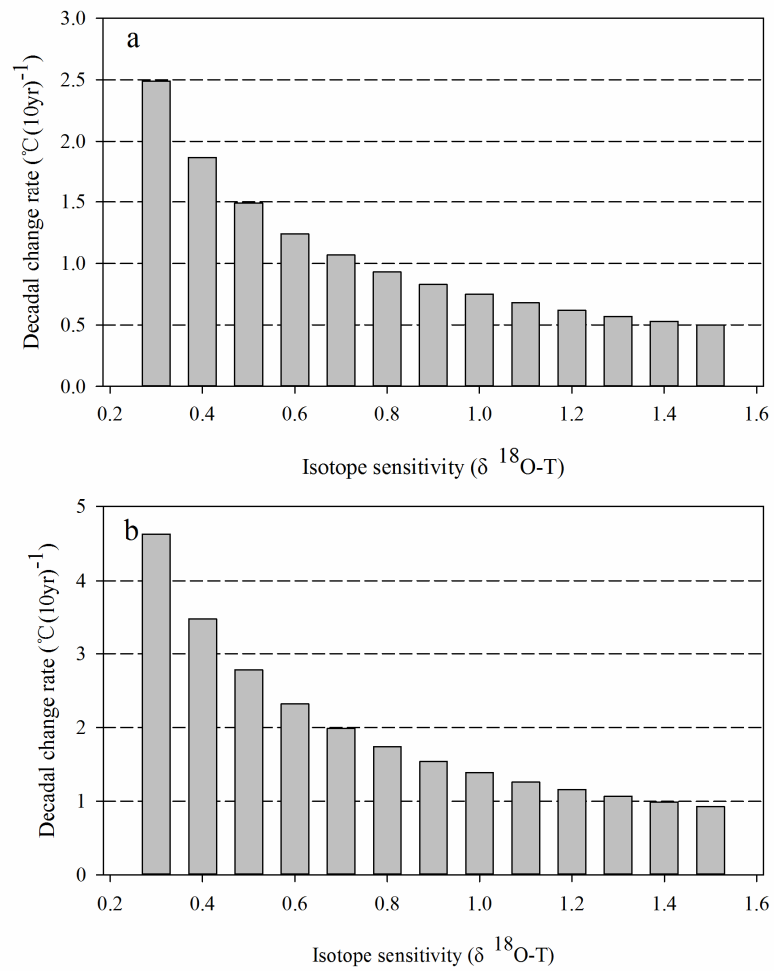 a
Decadal change rate (℃(10yr)-1
3.0
2.5
2.0
1.5
1.0
0.5
0.0
0.2 0.4 0.6 0.8 1.0 1.2 1.4 1.6
Isotope sensitivity (δ 18O-T)
b
Decadal change rate (℃(10yr)-1
5
4
3
2
1
0
0.2 0.4 0.6 0.8 1.0 1.2 1.4 1.6
Isotope sensitivity (δ 18O-T)